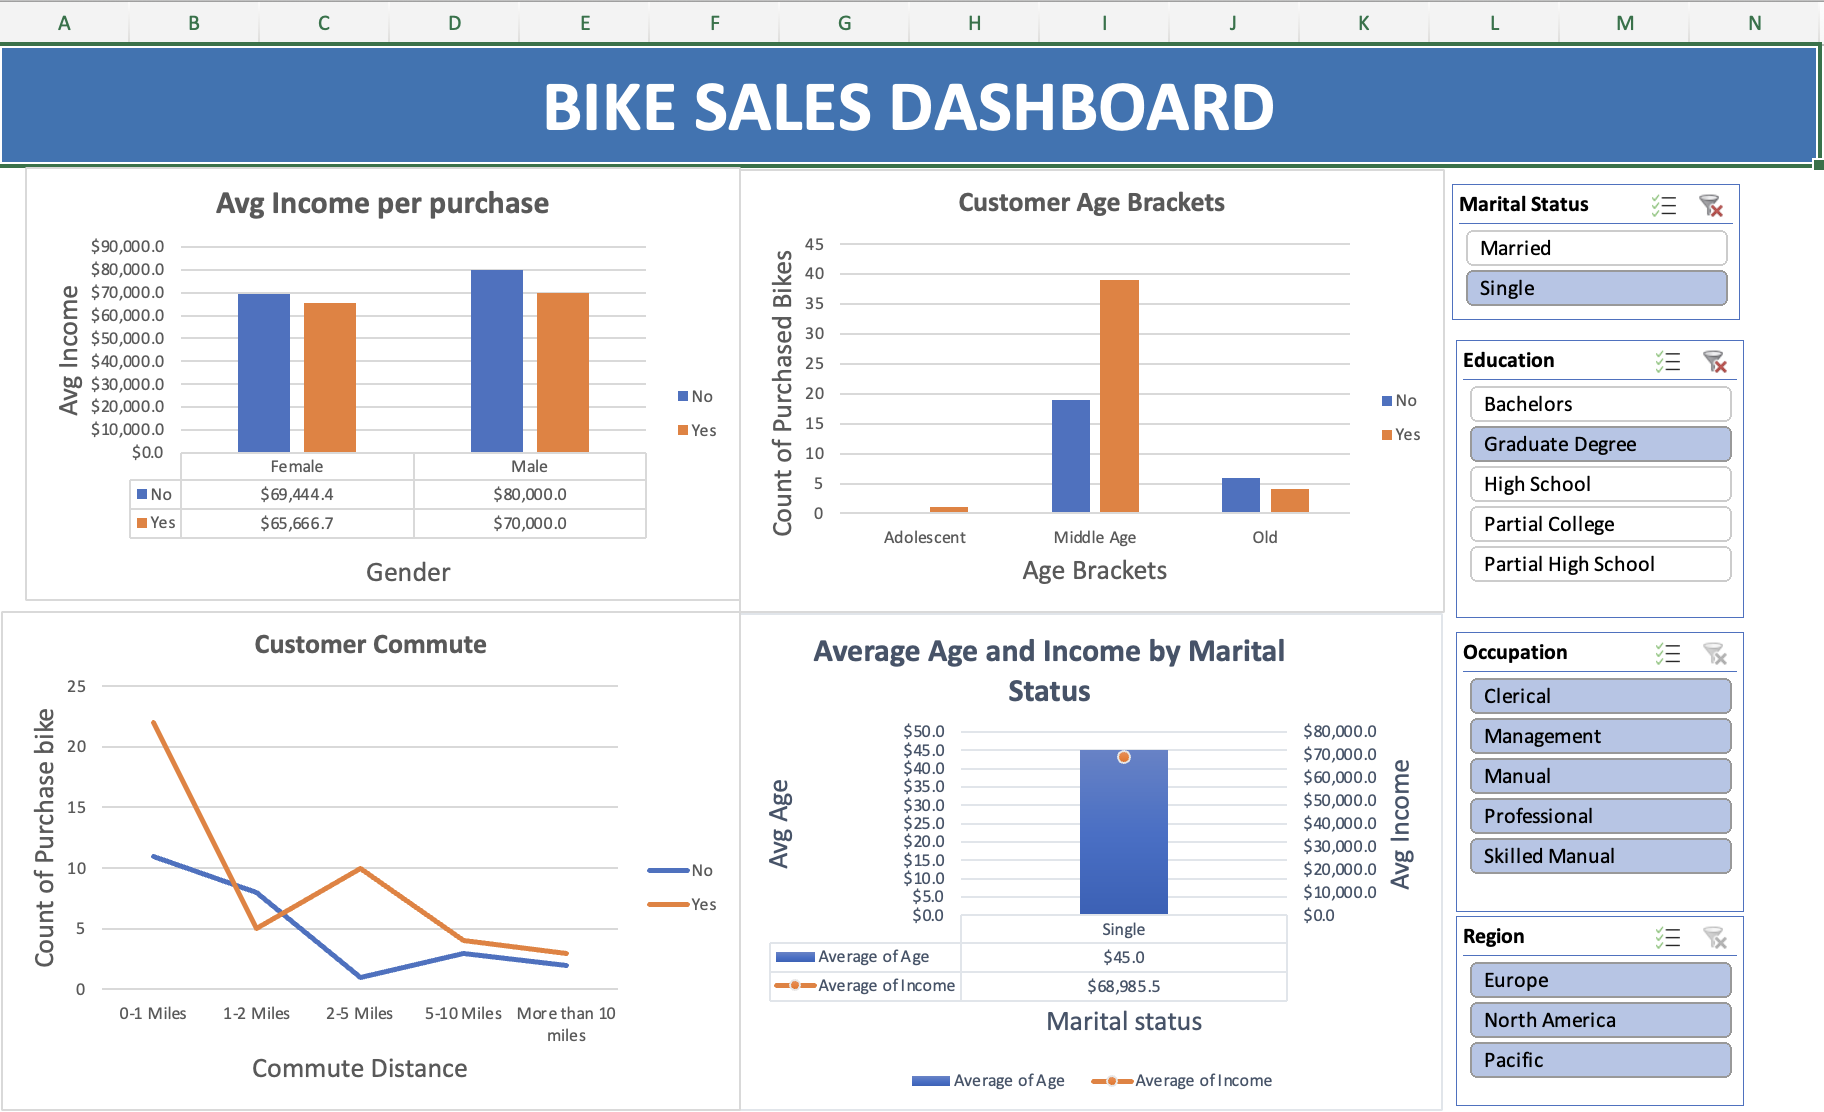 A B C D E F G H I J K L M N
BIKE SALES DASHBOARD
Avg Income per purchase
Avg Income
$90,000.0
$80,000.0
$70,000.0
$60,000.0
$50,000.0
$40,000.0
$30,000.0
$20,000.0
$10,000.0
$0.0
Female Male
No $69,444.4 $80,000.0
Yes $65,666.7 $70,000.0
Gender
No
Yes
Customer Age Brackets
Count of Purchased Bikes
45
40
35
30
25
20
15
10
5
0
Adolescent Middle Age Old
Age Brackets
No
Yes
Customer Commute
Count of Purchase bike
25
20
15
10
5
0
0-1 Miles 1-2 Miles 2-5 Miles 5-10 Miles More than 10
miles
Commute Distance
No
Yes
Average Age and Income by Marital
Status
Avg Age
$50.0
$45.0
$40.0
$35.0
$30.0
$25.0
$20.0
$15.0
$10.0
$5.0
$0.0
$80,000.0
$70,000.0
$60,000.0
$50,000.0
$40,000.0
$30,000.0
$20,000.0
$10,000.0
$0.0
Avg Income
Single
Average of Age $45.0
Average of Income $68,985.5
Marital status
Average of Age Average of Income
Marital Status
Married
Single
Education
Bachelors
Graduate Degree
High School
Partial College
Partial High School
Occupation
Clerical
Management
Manual
Professional
Skilled Manual
Region
Europe
North America
Pacific